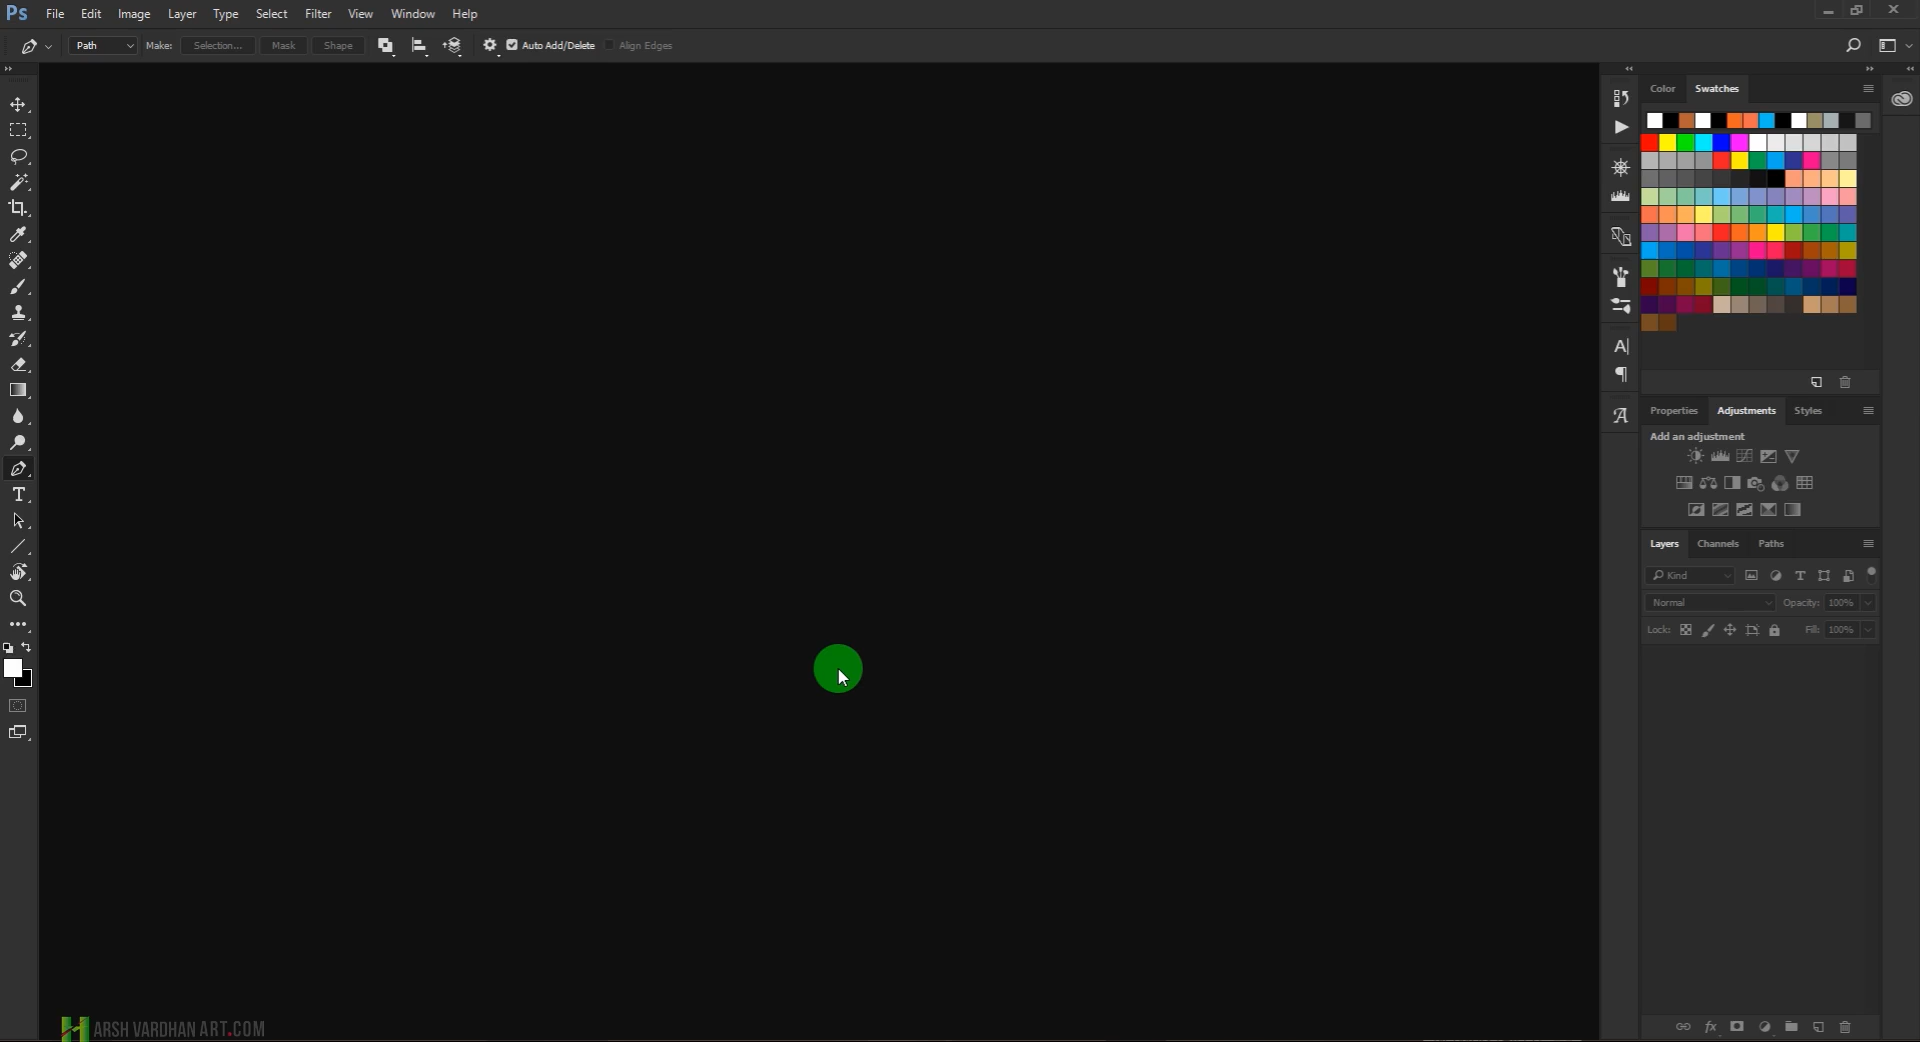 Ps File Edit Image Layer Type Select Filter View Window Help
Path Make: Selection... Mask Shape Auto Add/Delete Align Edges
Color Swatches
Properties Adjustments Styles
Add an adjustment
Layers Channels Paths
Kind
Normal Opacity: 100%
Lock: Fill: 100%
ARSH VARDHAN ART.COM